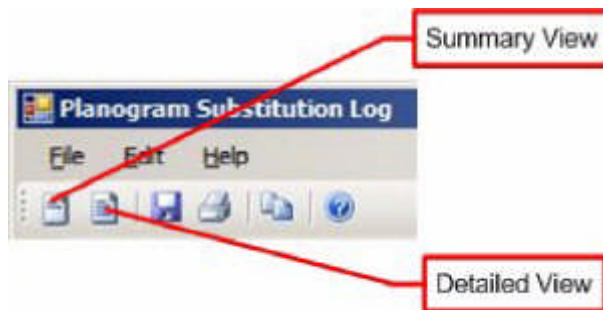 Summary View
Planogram Substitution Log
File Edit Help
Detailed View